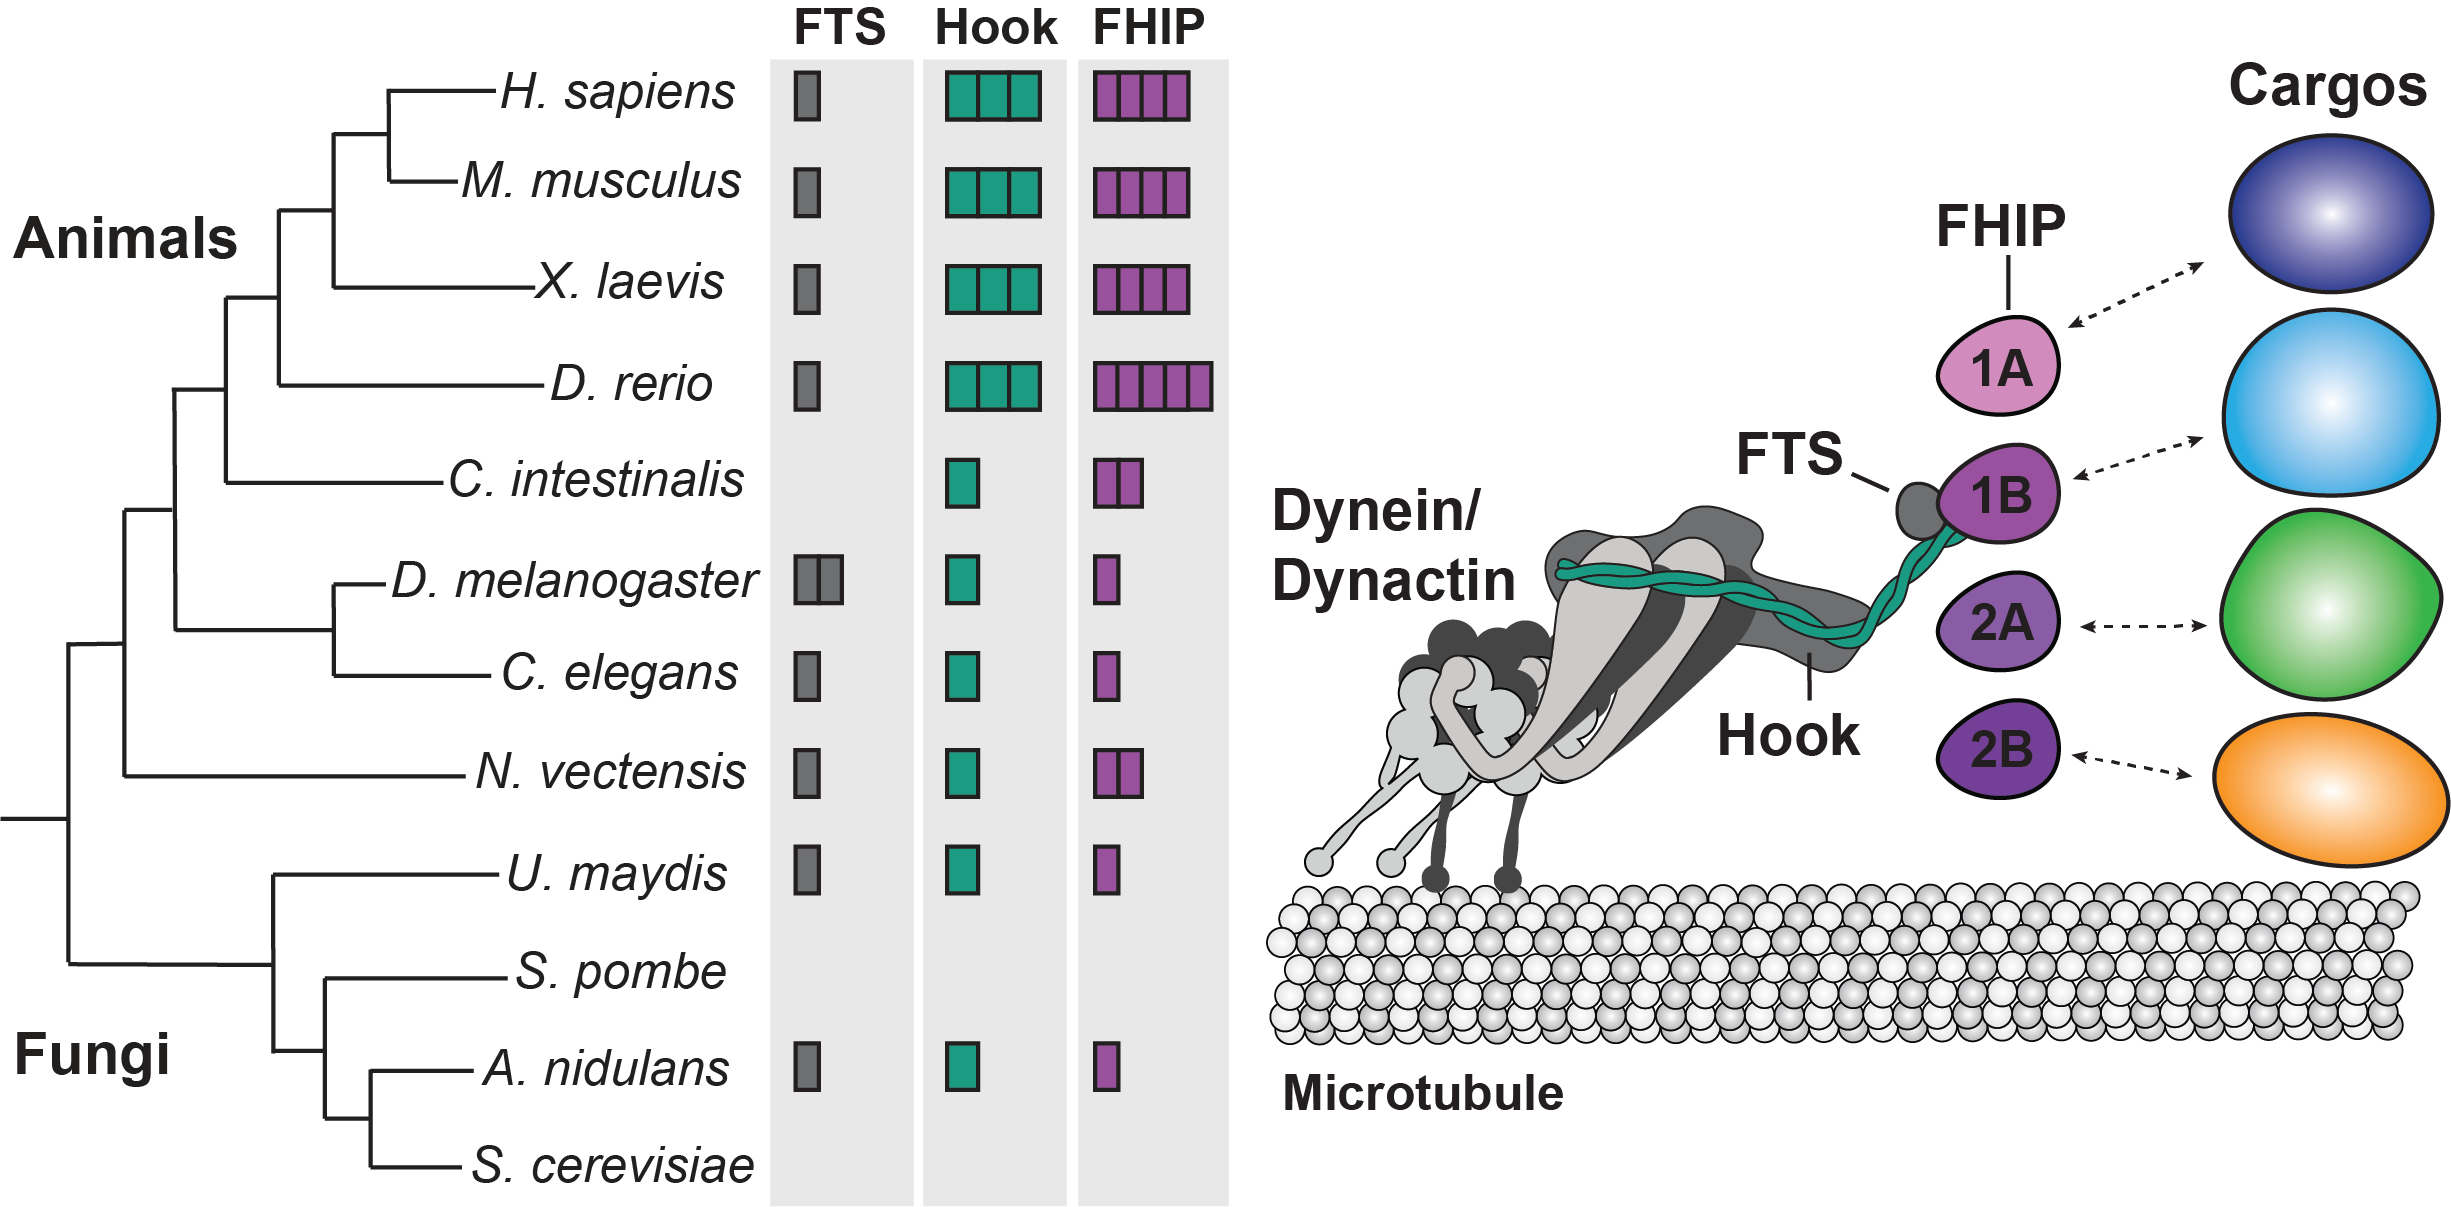 FTS Hook FHIP
H. sapiens
M. musculus
Animals
X. laevis
D. rerio
C. intestinalis
D. melanogaster
C. elegans
N. vectensis
U. maydis
S. pombe
Fungi
A. nidulans
S. cerevisiae
Cargos
FHIP
1A
FTS
1B
Dynein/
Dynactin
2A
Hook
2B
Microtubule